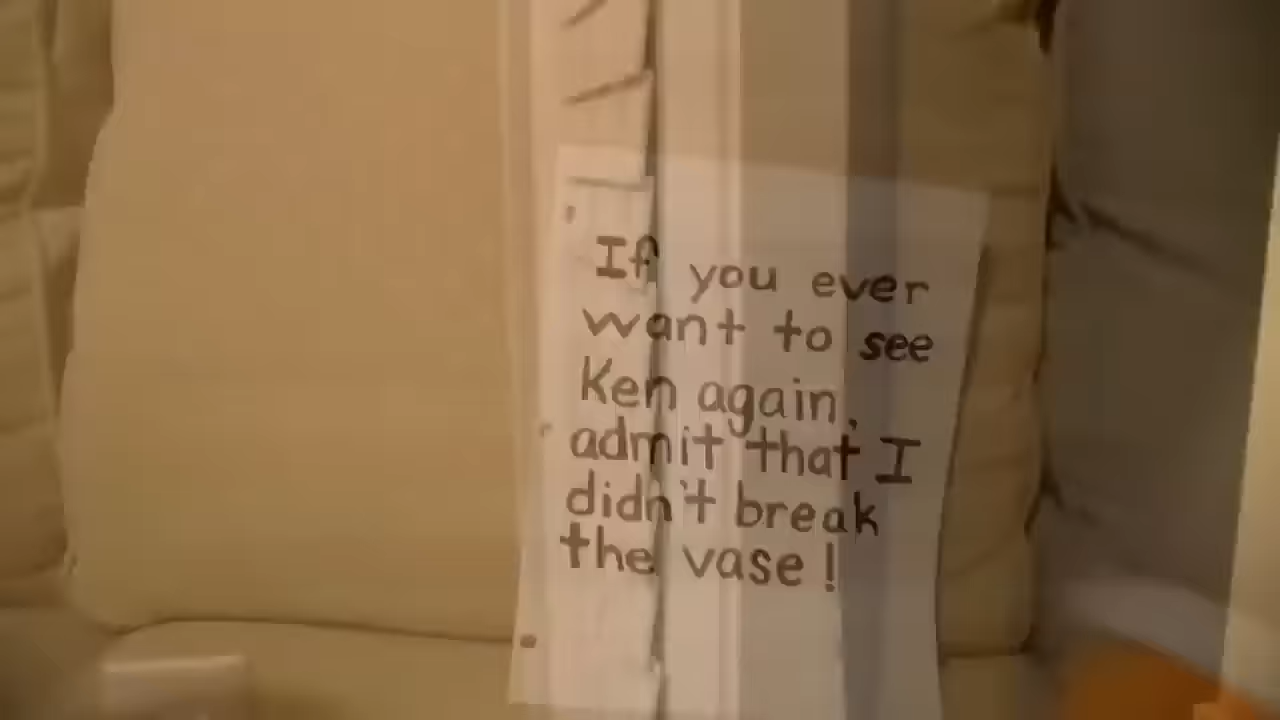 If you ever
want to see
Ken again,
admit that I
didn't break
the vase!